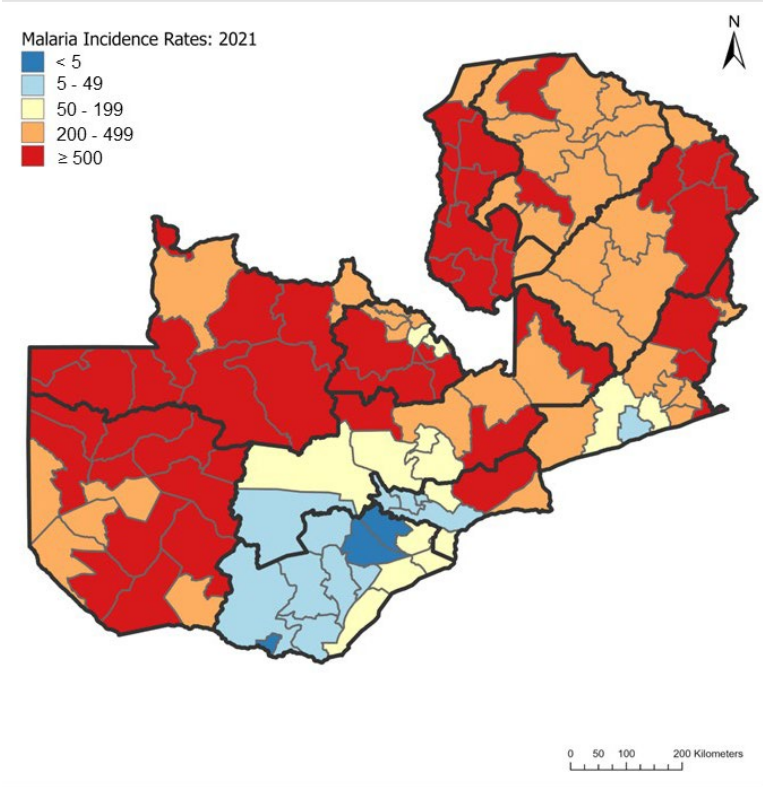 N
Malaria Incidence Rates: 2021
< 5
5 - 49
50 - 199
200 - 499
≥ 500
0 50 100 200 Kilometers